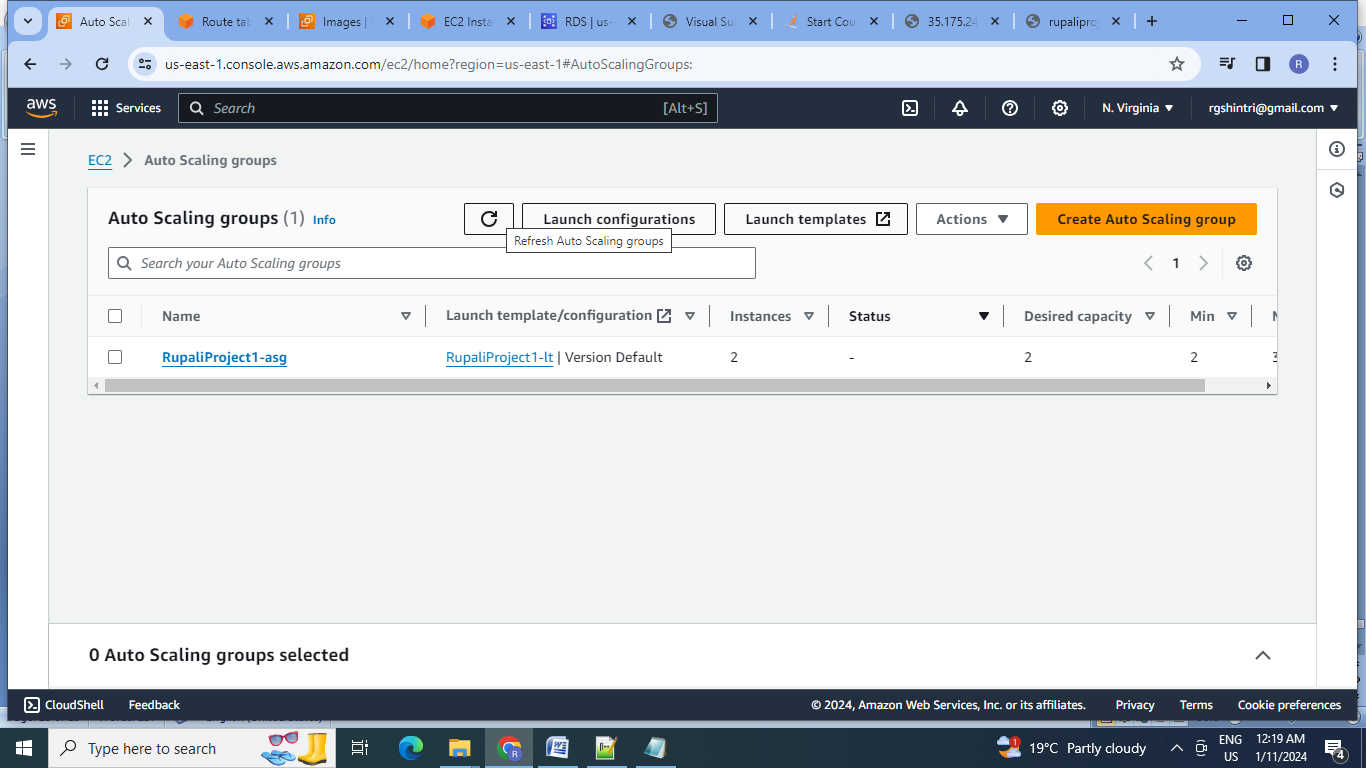 Auto Scal
Route tab
Images |
EC2 Insta
RDS | us-
Visual Sub
Start Cou
35.175.24
rupalipro
us-east-1.console.aws.amazon.com/ec2/home?region=us-east-1#AutoScalingGroups:
R
aws
Services
Search
[Alt+S]
N. Virginia
rgshintri@gmail.com
EC2
Auto Scaling groups
Auto Scaling groups (1) Info
Launch configurations
Launch templates
Actions
Create Auto Scaling group
Refresh Auto Scaling groups
Search your Auto Scaling groups
1
Name
Launch template/configuration
Instances
Status
Desired capacity
Min
RupaliProject1-asg
RupaliProject1-lt | Version Default
2
-
2
2
3
0 Auto Scaling groups selected
CloudShell
Feedback
© 2024, Amazon Web Services, Inc. or its affiliates.
Privacy
Terms
Cookie preferences
Type here to search
1
19°C Partly cloudy
ENG
US
12:19 AM
1/11/2024
4